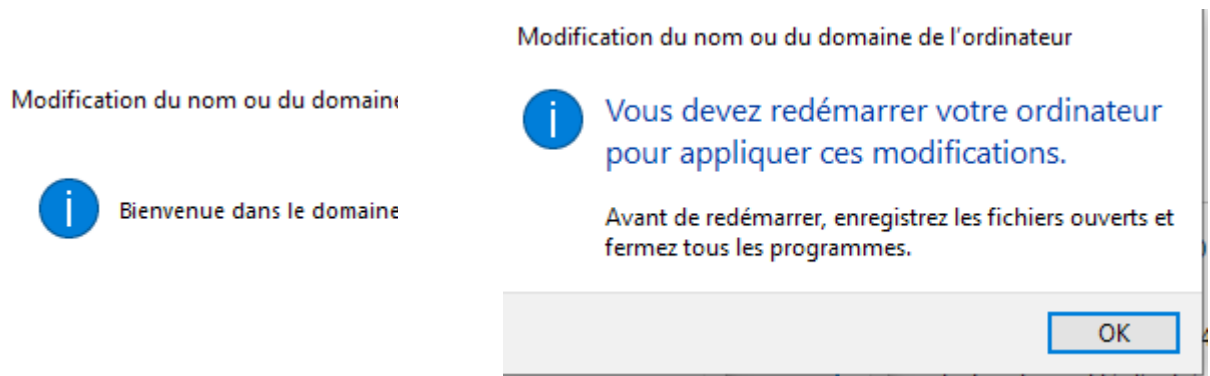 Modification du nom ou du domaine
Bienvenue dans le domaine
Modification du nom ou du domaine de l’ordinateur
Vous devez redémarrer votre ordinateur
pour appliquer ces modifications.
Avant de redémarrer, enregistrez les fichiers ouverts et
fermez tous les programmes.
OK